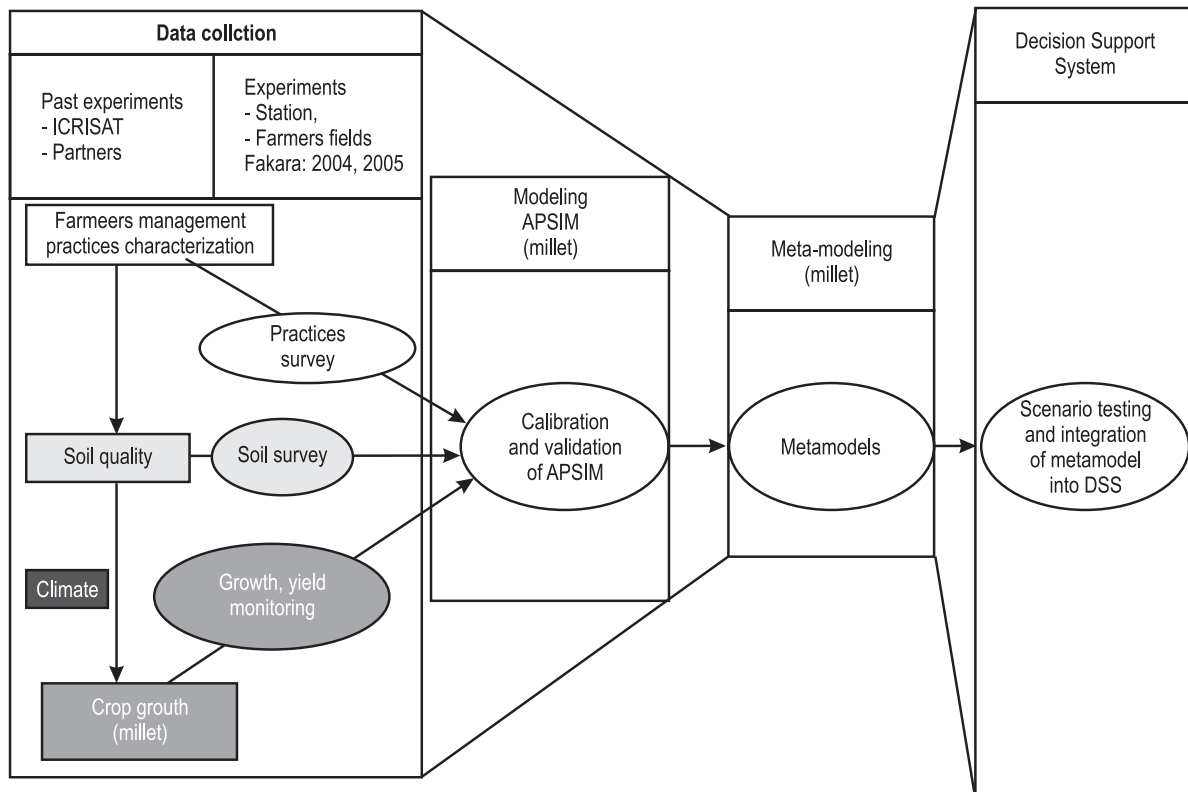 Data collction
Past experiments
- ICRISAT
- Partners
Experiments
- Station,
- Farmers fields
Fakara: 2004, 2005
Farmeers management
practices characterization
Practices
survey
Soil quality
Soil survey
Climate
Growth, yield
monitoring
Crop grouth
(millet)
Modeling
APSIM
(millet)
Calibration
and validation
of APSIM
Meta-modeling
(millet)
Metamodels
Decision Support
System
Scenario testing
and integration
of metamodel
into DSS